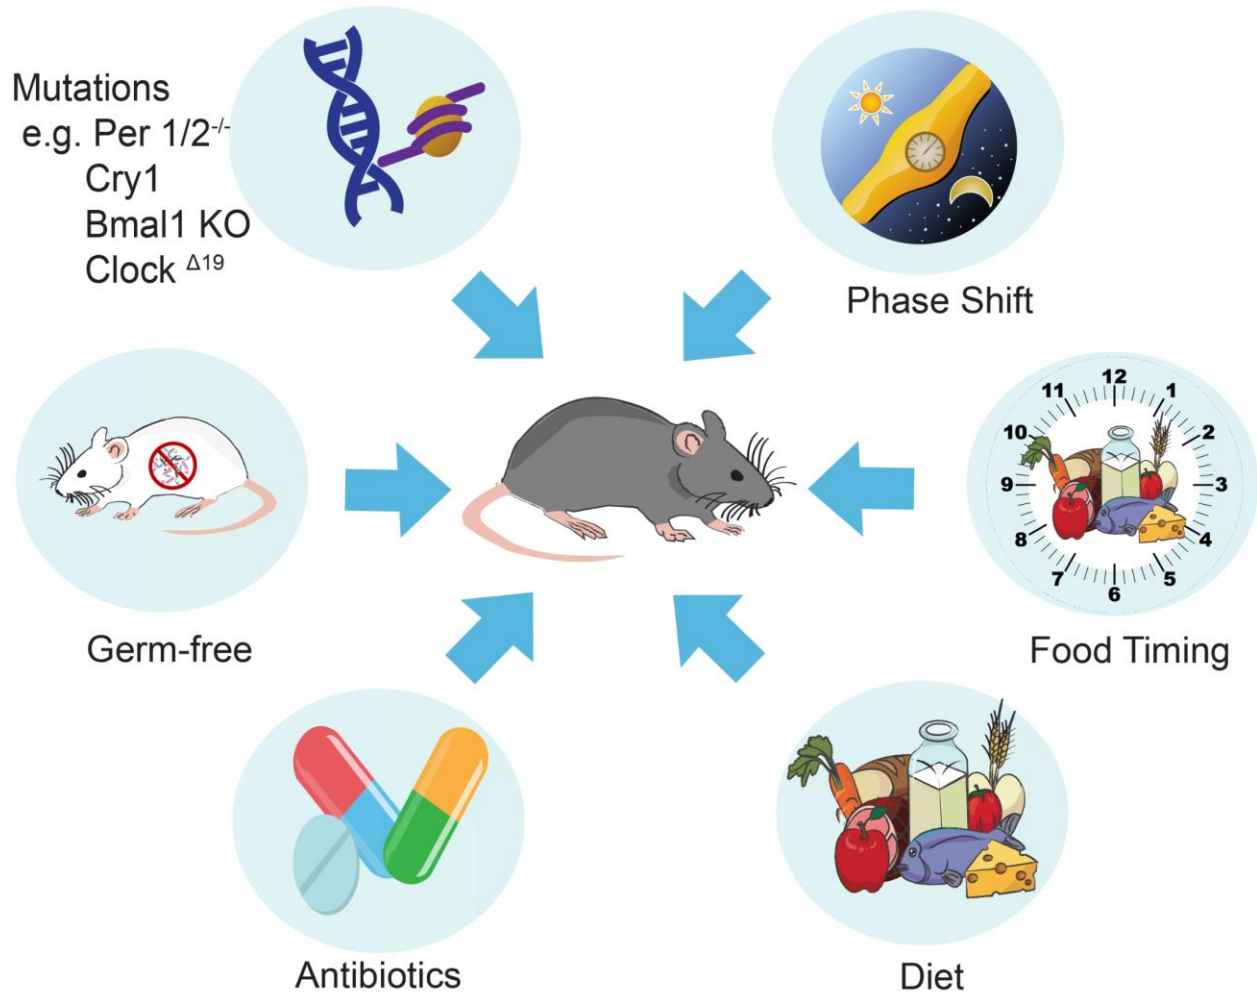 Mutations
e.g. Per 1/2⁻/⁻
Cry1
Bmal1 KO
Clock Δ19
Phase Shift
12
1
2
3
4
5
6
7
8
9
10
11
Germ-free
Food Timing
Antibiotics
Diet